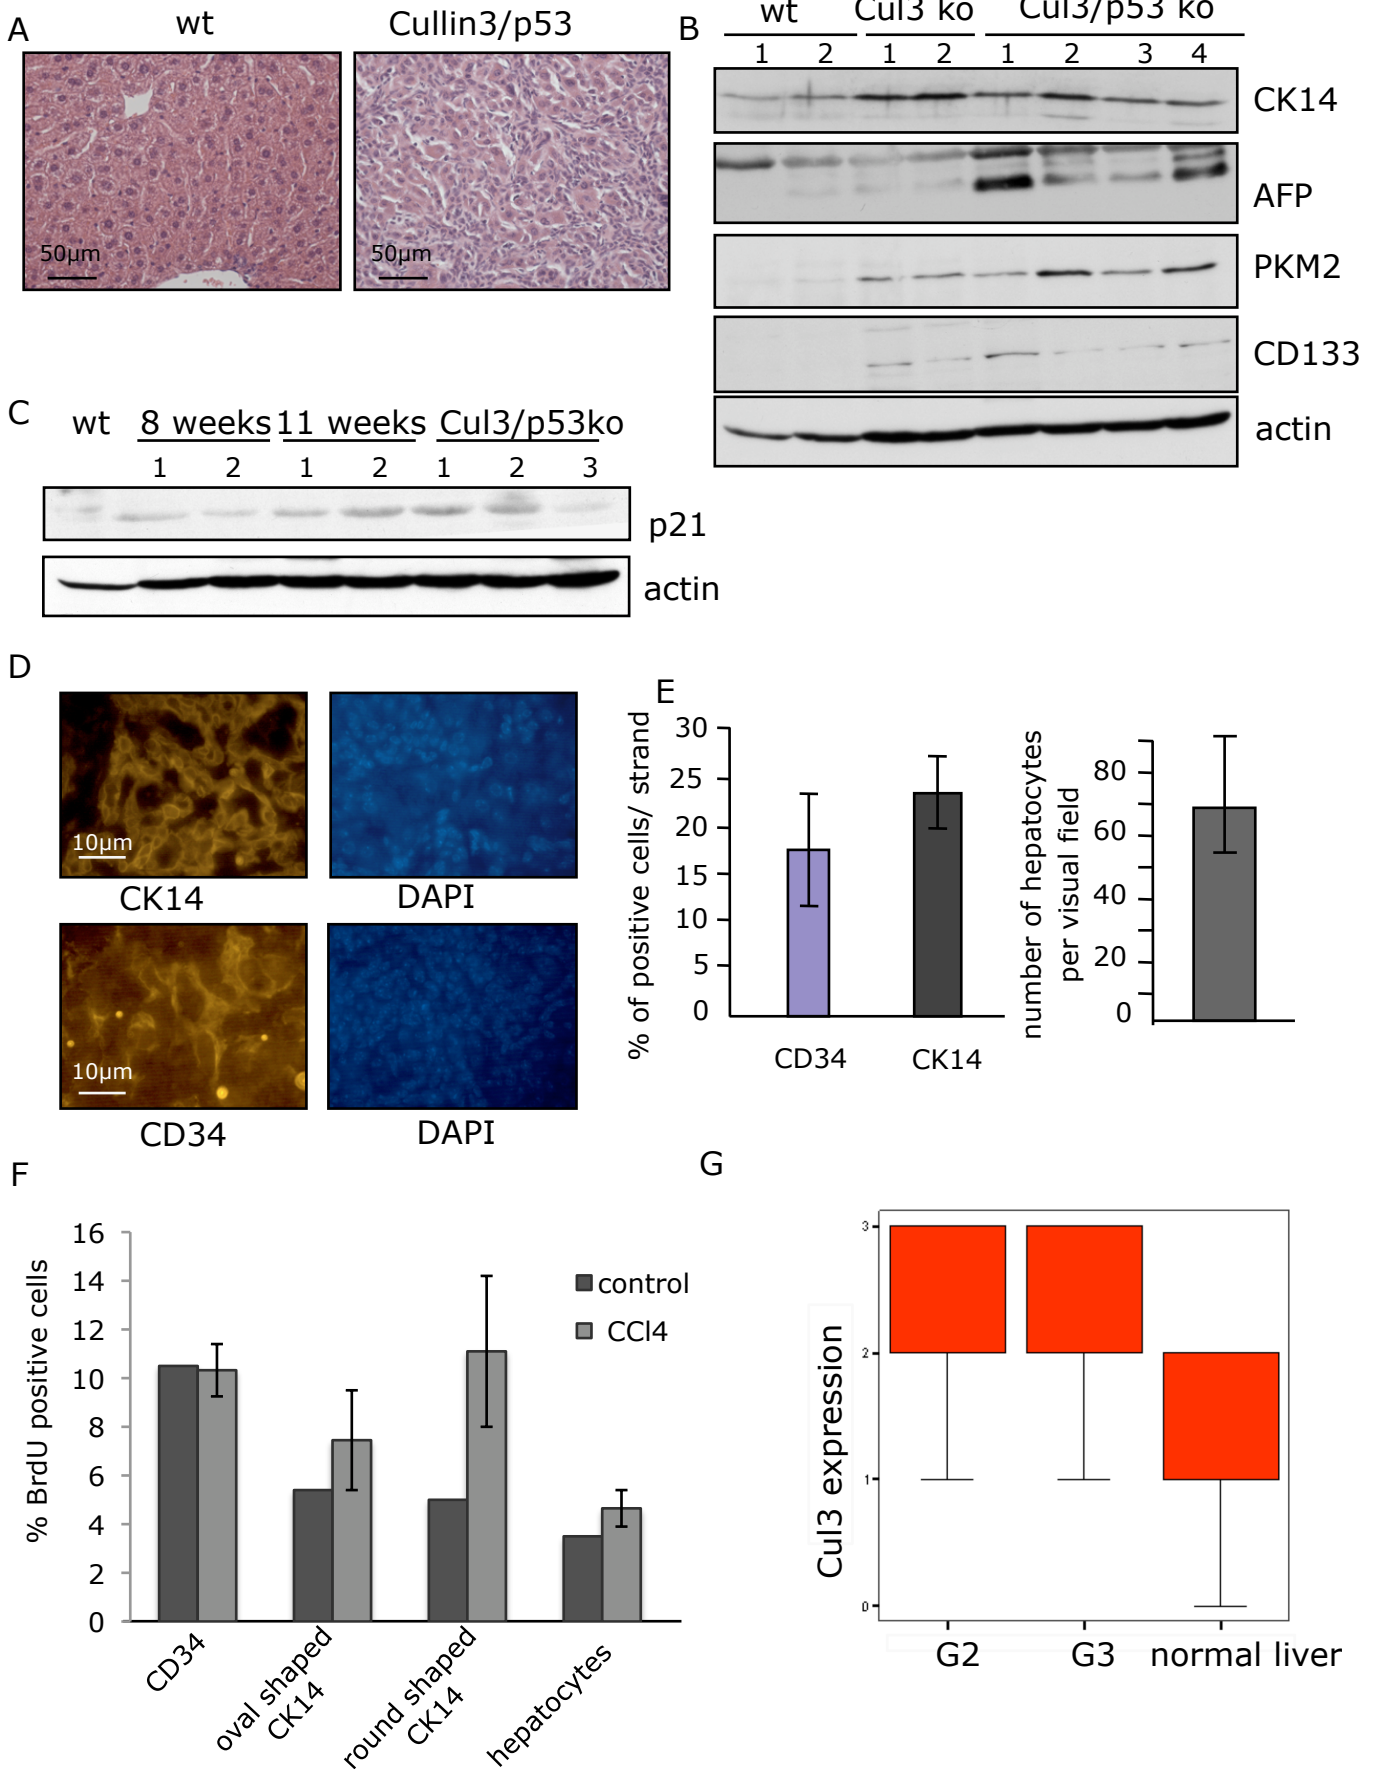 A
wt
Cullin3/p53
50µm
50µm
B
wt
Cul3 ko
Cul3/p53 ko
1 2 1 2 1 2 3 4
CK14
AFP
PKM2
CD133
actin
C
wt 8 weeks 11 weeks Cul3/p53ko
1 2 1 2 1 2 3
p21
actin
D
10µm
CK14
DAPI
10µm
CD34
DAPI
E
% of positive cells/ strand
30
25
20
15
10
5
0
CD34 CK14
number of hepatocytes
per visual field
80
60
40
20
0
F
% BrdU positive cells
16
14
12
10
8
6
4
2
0
control
CCl4
CD34
oval shaped
CK14
round shaped
CK14
hepatocytes
G
Cul3 expression
3
2
1
0
G2 G3 normal liver